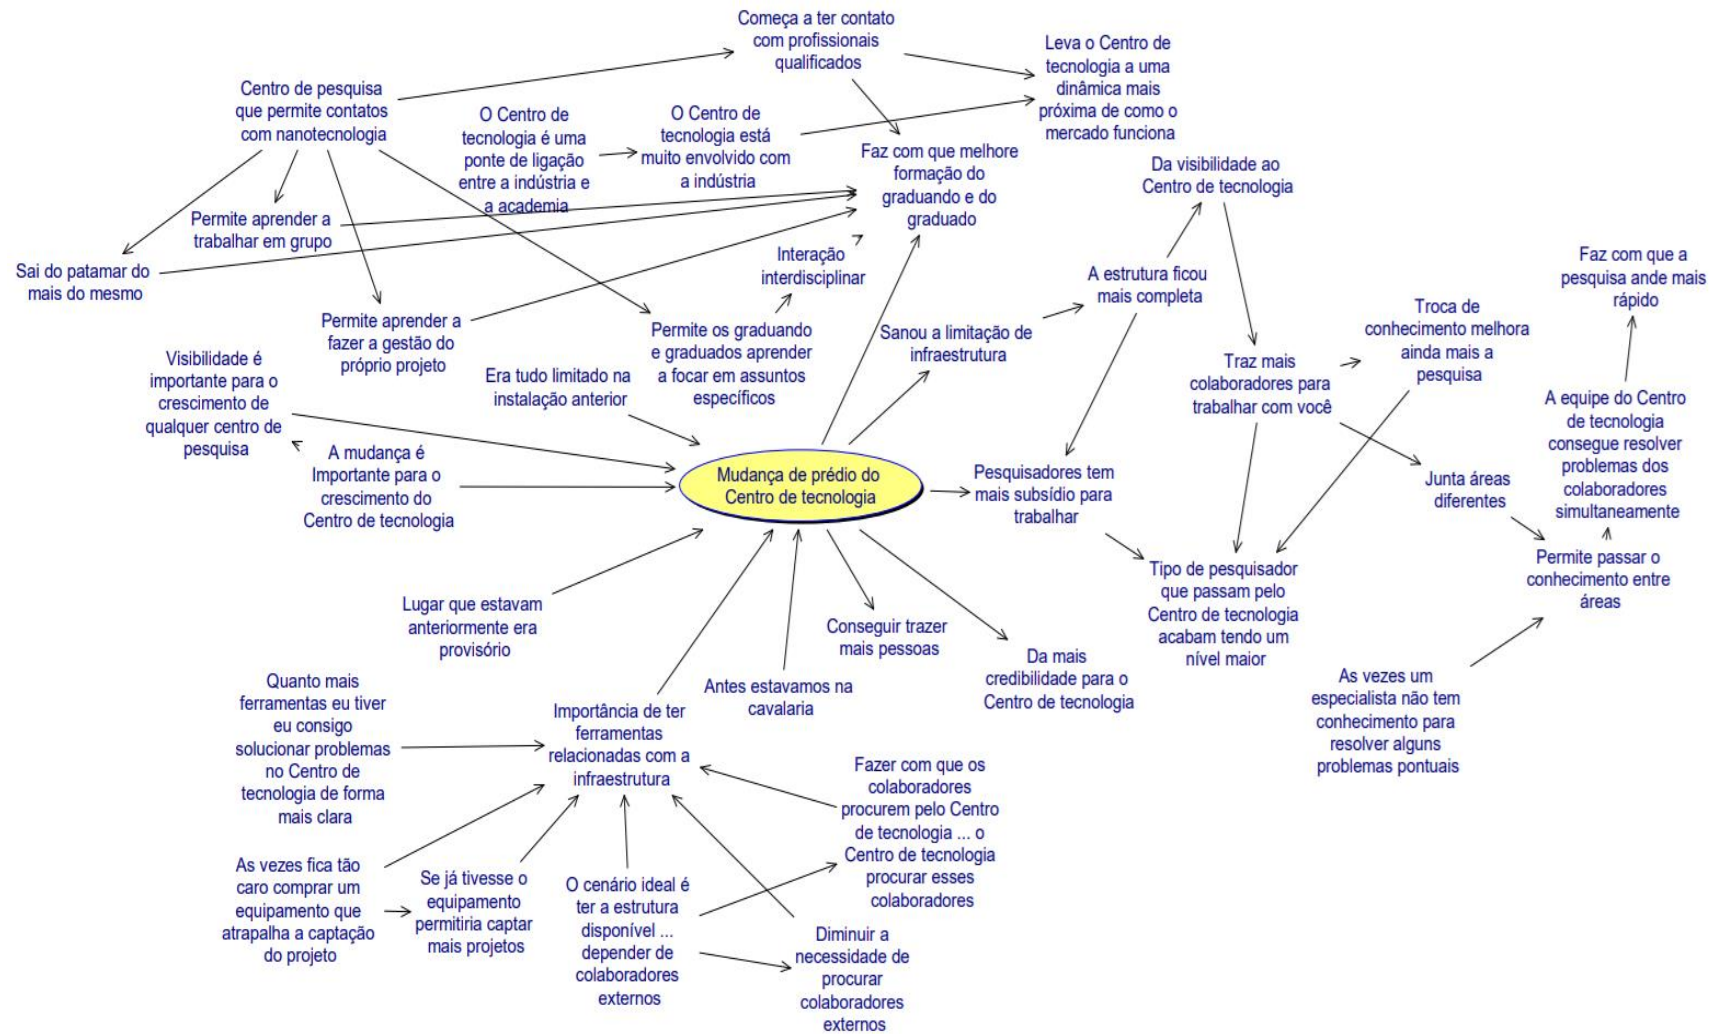 Começa a ter contato
com profissionais
qualificados
Leva o Centro de
tecnologia a uma
dinâmica mais
próxima de como o
mercado funciona
Centro de pesquisa
que permite contatos
com nanotecnologia
O Centro de
tecnologia é uma
ponte de ligação
entre a indústria e
a academia
O Centro de
tecnologia está
muito envolvido com
a indústria
Faz com que melhore
formação do
graduando e do
graduado
Da visibilidade ao
Centro de tecnologia
Permite aprender a
trabalhar em grupo
Sai do patamar do
mais do mesmo
Interação
interdisciplinar
A estrutura ficou
mais completa
Faz com que a
pesquisa ande mais
rápido
Permite aprender a
fazer a gestão do
próprio projeto
Permite os graduando
e graduados aprender
a focar em assuntos
específicos
Sanou a limitação de
infraestrutura
Troca de
conhecimento melhora
ainda mais a
pesquisa
Visibilidade é
importante para o
crescimento de
qualquer centro de
pesquisa
Era tudo limitado na
instalação anterior
Traz mais
colaboradores para
trabalhar com você
A equipe do Centro
de tecnologia
consegue resolver
problemas dos
colaboradores
simultaneamente
A mudança é
Importante para o
crescimento do
Centro de tecnologia
Mudança de prédio do
Centro de tecnologia
Pesquisadores tem
mais subsídio para
trabalhar
Junta áreas
diferentes
Tipo de pesquisador
que passam pelo
Centro de tecnologia
acabam tendo um
nível maior
Permite passar o
conhecimento entre
áreas
Lugar que estavam
anteriormente era
provisório
Conseguir trazer
mais pessoas
Da mais
credibilidade para o
Centro de tecnologia
Antes estavamos na
cavalaria
As vezes um
especialista não tem
conhecimento para
resolver alguns
problemas pontuais
Quanto mais
ferramentas eu tiver
eu consigo
solucionar problemas
no Centro de
tecnologia de forma
mais clara
Importância de ter
ferramentas
relacionadas com a
infraestrutura
Fazer com que os
colaboradores
procurem pelo Centro
de tecnologia ... o
Centro de tecnologia
procurar esses
colaboradores
As vezes fica tão
caro comprar um
equipamento que
atrapalha a captação
do projeto
Se já tivesse o
equipamento
permitiria captar
mais projetos
O cenário ideal é
ter a estrutura
disponível ...
depender de
colaboradores
externos
Diminuir a
necessidade de
procurar
colaboradores
externos